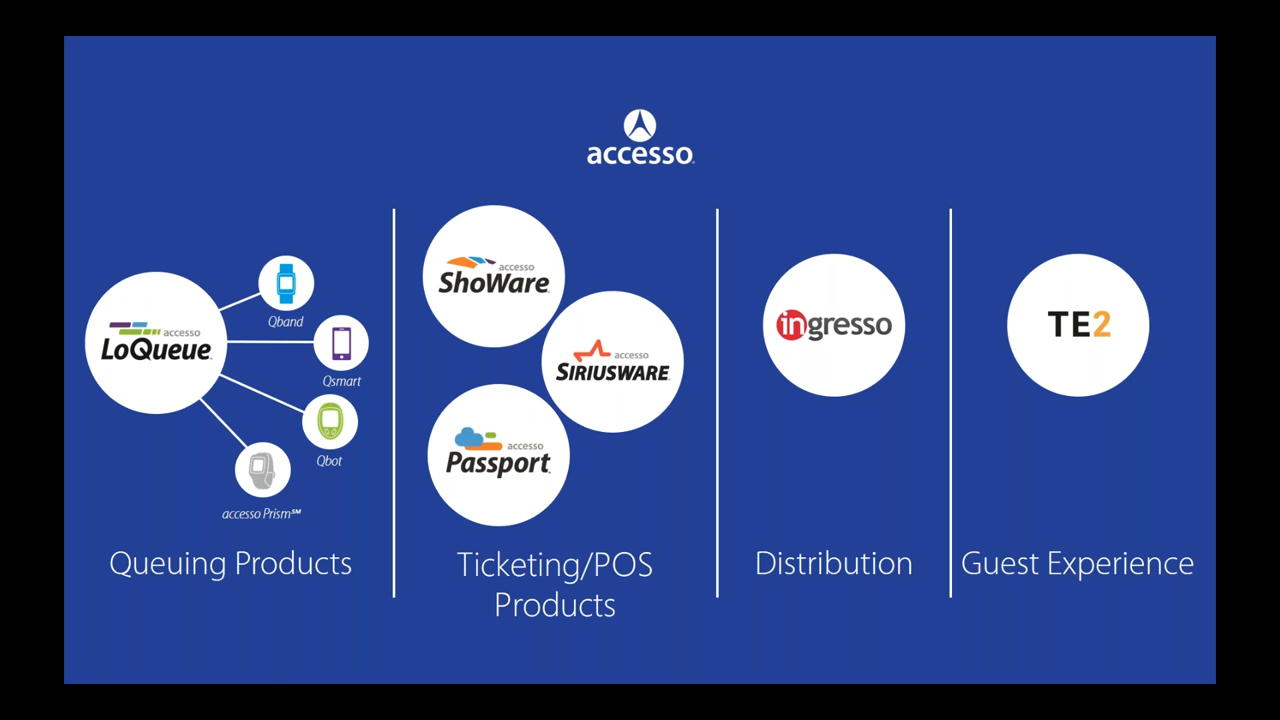 accesso
accesso
LoQueue
Qband
Qsmart
Qbot
accesso Prism℠
Queuing Products
accesso
ShoWare
accesso
SIRIUSWARE
accesso
Passport
Ticketing/POS
Products
ingresso
Distribution
TE2
Guest Experience